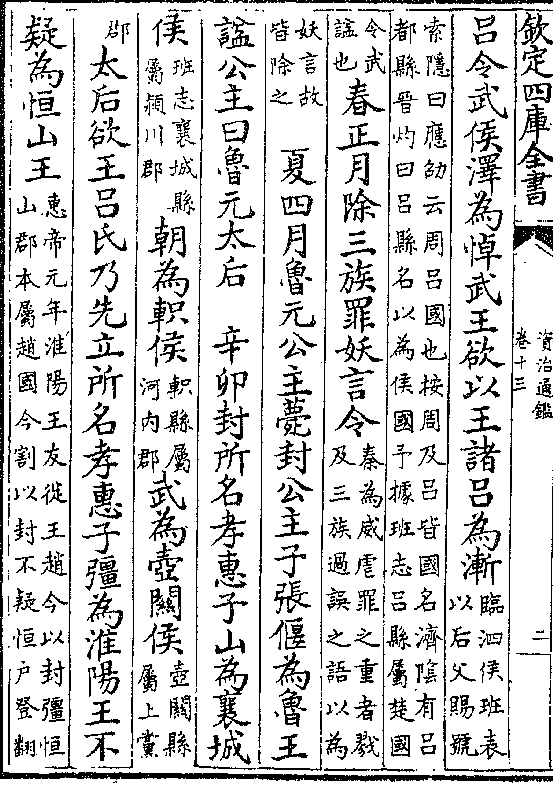 欽定四庫全書
資治通鑑
卷十三
二
呂令武侯澤為悼武王欲以王諸呂為漸臨泗侯班表
以后父賜號
索隱曰應劭云周呂國也按周及呂皆國名濟陰有呂
都縣晉灼曰呂縣名以為侯國予據班志呂縣屬楚國
令武
諡也
春正月除三族罪妖言令秦為威虐罪之重者戮
及三族過誤之語以為
妖言故
皆除之
夏四月魯元公主薨封公主子張偃為魯王
諡公主曰魯元太后 辛卯封所名孝惠子山為襄城
侯班志襄城縣
屬潁川郡
朝為軹侯軹縣屬
河内郡
武為壺關侯壺關縣
屬上黨
郡
太后欲王呂氏乃先立所名孝惠子彊為淮陽王不
疑為恒山王惠帝元年淮陽王友徙王趙今以封彊恒
山郡本屬趙國今割以封不疑恒户登翻